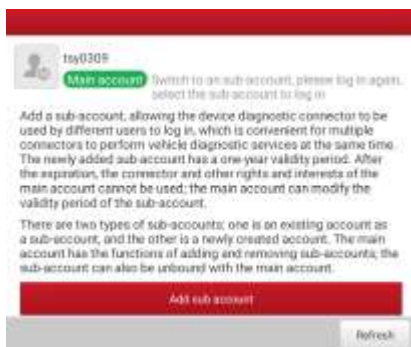 tsy0309
Main account Switch to an sub-account, please log in again,
select the sub-account to log in
Add a sub-account, allowing the device diagnostic connector to be
used by different users to log in, which is convenient for multiple
connectors to perform vehicle diagnostic services at the same time.
The newly added sub-account has a one-year validity period. After
the expiration, the connector and other rights and interests of the
main account cannot be used; the main account can modify the
validity period of the sub-account.
There are two types of sub-accounts; one is an existing account as
a sub-account, and the other is a newly created account. The main
account has the functions of adding and removing sub-accounts; the
sub-account can also be unbound with the main account.
Add sub account
Refresh